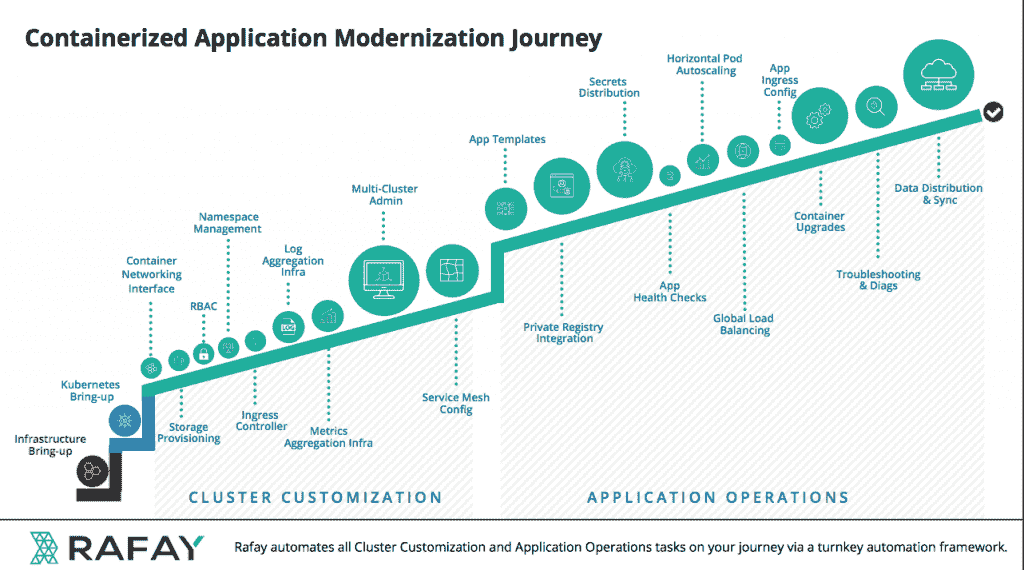 Containerized Application Modernization Journey
Infrastructure
Bring-up
Kubernetes
Bring-up
Container
Networking
Interface
Storage
Provisioning
RBAC
Namespace
Management
Ingress
Controller
Log
Aggregation
Infra
LOG
Metrics
Aggregation Infra
Multi-Cluster
Admin
Service Mesh
Config
App Templates
Private Registry
Integration
Secrets
Distribution
App
Health Checks
Horizontal Pod
Autoscaling
Global Load
Balancing
App
Ingress
Config
Container
Upgrades
Troubleshooting
& Diags
Data Distribution
& Sync
CLUSTER CUSTOMIZATION
APPLICATION OPERATIONS
RAFAY
Rafay automates all Cluster Customization and Application Operations tasks on your journey via a turnkey automation framework.